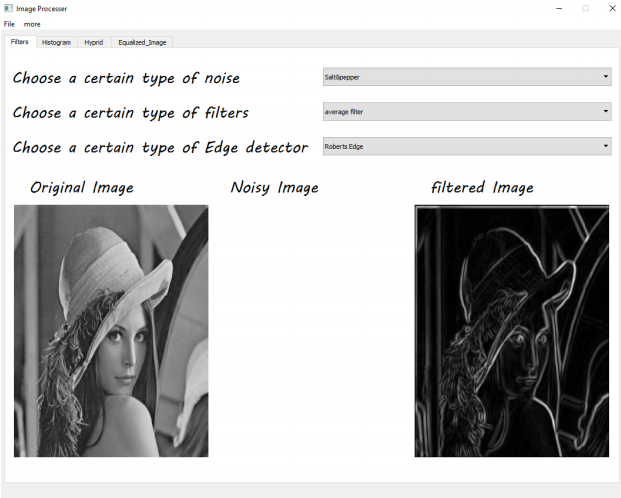 Image Processer
File more
Filters Histogram Hyprid Equalized_Image
Choose a certain type of noise Salt&pepper
Choose a certain type of filters average filter
Choose a certain type of Edge detector Roberts Edge
Original Image Noisy Image filtered Image